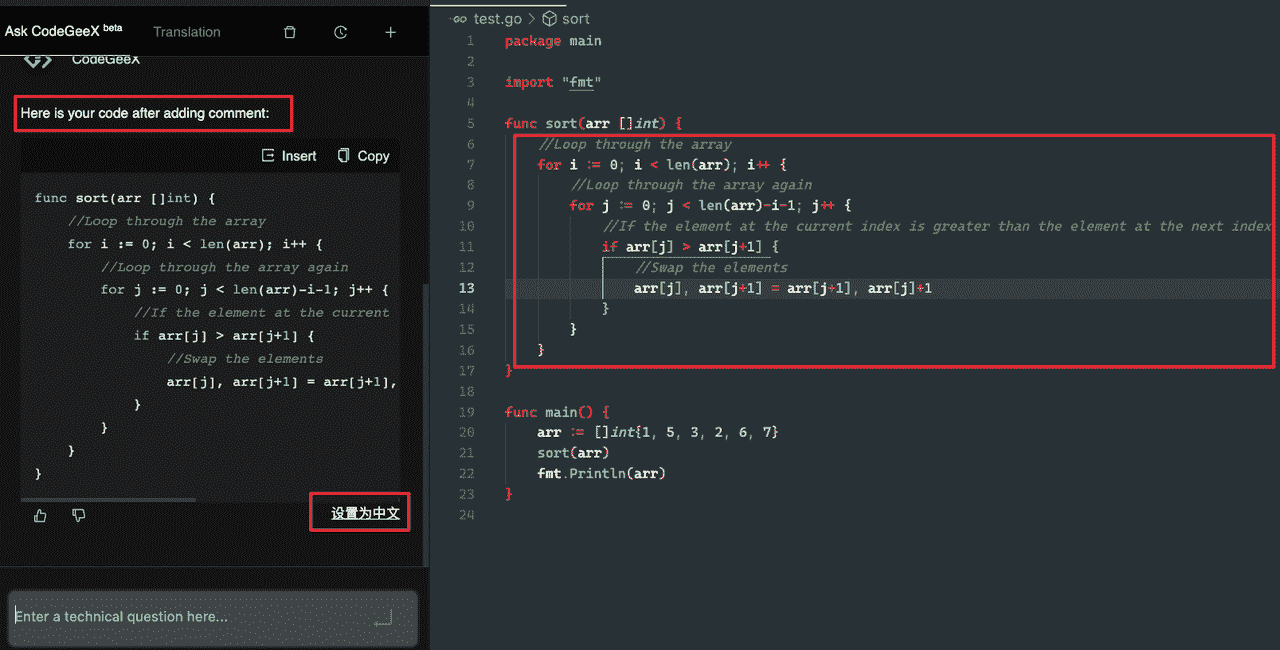 Ask CodeGeeX beta
Translation
CodeGeeX
Here is your code after adding comment:
Insert
Copy
func sort(arr []int) {
//Loop through the array
for i := 0; i < len(arr); i++ {
//Loop through the array again
for j := 0; j < len(arr)-i-1; j++ {
//If the element at the current
if arr[j] > arr[j+1] {
//Swap the elements
arr[j], arr[j+1] = arr[j+1],
}
}
}
}
设置为中文
Enter a technical question here...
test.go > sort
1 package main
2
3 import "fmt"
4
5 func sort(arr []int) {
6 //Loop through the array
7 for i := 0; i < len(arr); i++ {
8 //Loop through the array again
9 for j := 0; j < len(arr)-i-1; j++ {
10 //If the element at the current index is greater than the element at the next index
11 if arr[j] > arr[j+1] {
12 //Swap the elements
13 arr[j], arr[j+1] = arr[j+1], arr[j]+1
14 }
15 }
16 }
17 }
18
19 func main() {
20 arr := []int{1, 5, 3, 2, 6, 7}
21 sort(arr)
22 fmt.Println(arr)
23 }
24